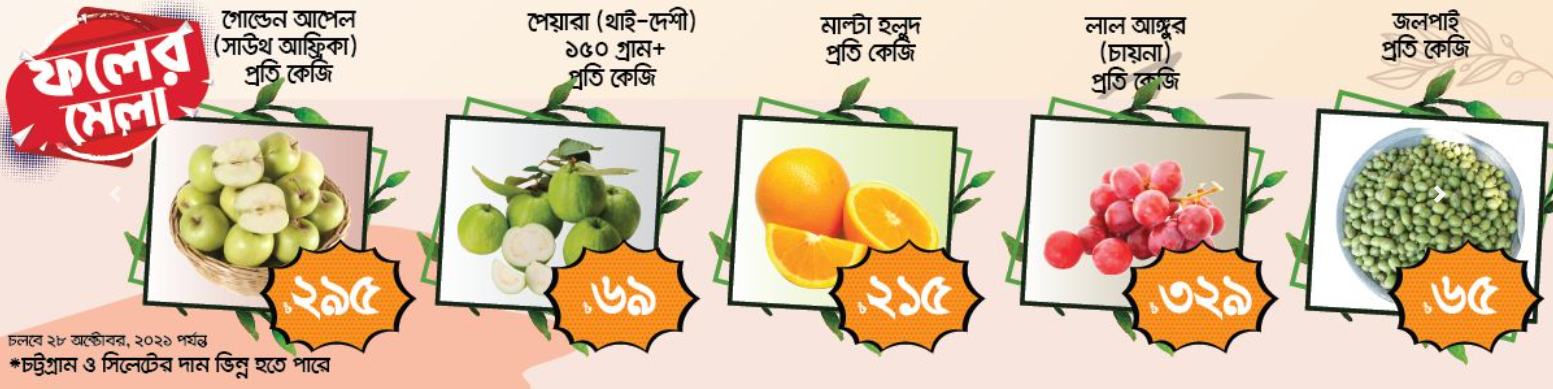 ফলের
মেলা
গোল্ডেন আপেল
(সাউথ আফ্রিকা)
প্রতি কেজি
৳২৯৫
পেয়ারা (থাই-দেশী)
১৫০ গ্রাম+
প্রতি কেজি
৳৬৯
মাল্টা হলুদ
প্রতি কেজি
৳২১৫
লাল আঙ্গুর
(চায়না)
প্রতি কেজি
৳৩২৯
জলপাই
প্রতি কেজি
৳৬৫
চলবে ২৮ অক্টোবর, ২০২১ পর্যন্ত
*চট্টগ্রাম ও সিলেটের দাম ভিন্ন হতে পারে